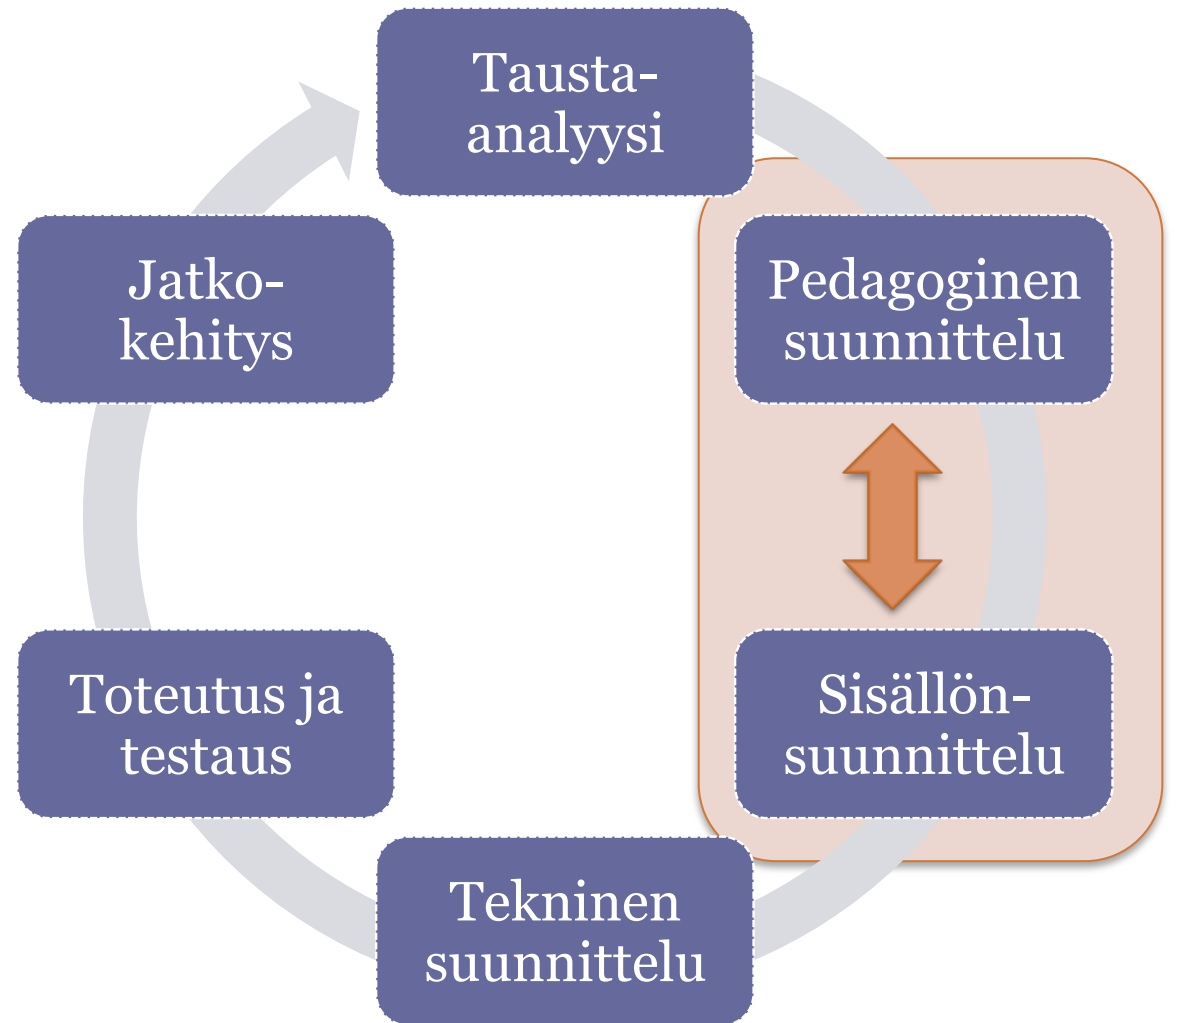 Tausta-
analyysi
Pedagoginen
suunnittelu
Sisällön-
suunnittelu
Tekninen
suunnittelu
Toteutus ja
testaus
Jatko-
kehitys